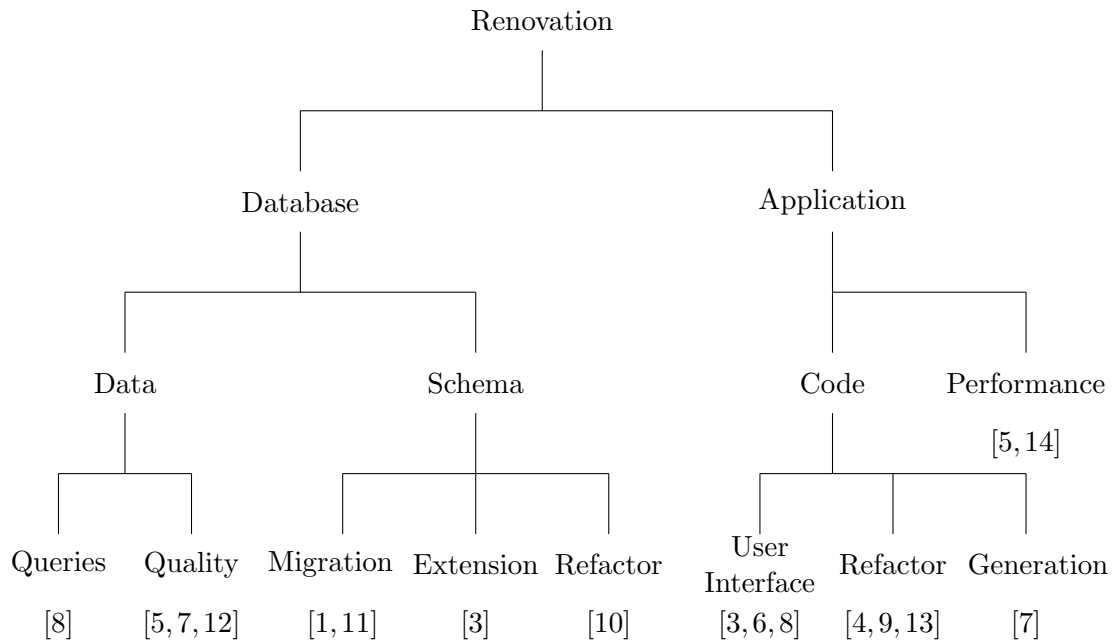 Renovation
Database
Application
Data
Schema
Code
Performance
[5, 14]
Queries
Quality
Migration
Extension
Refactor
User
Interface
Refactor
Generation
[8]
[5, 7, 12]
[1, 11]
[3]
[10]
[3, 6, 8]
[4, 9, 13]
[7]